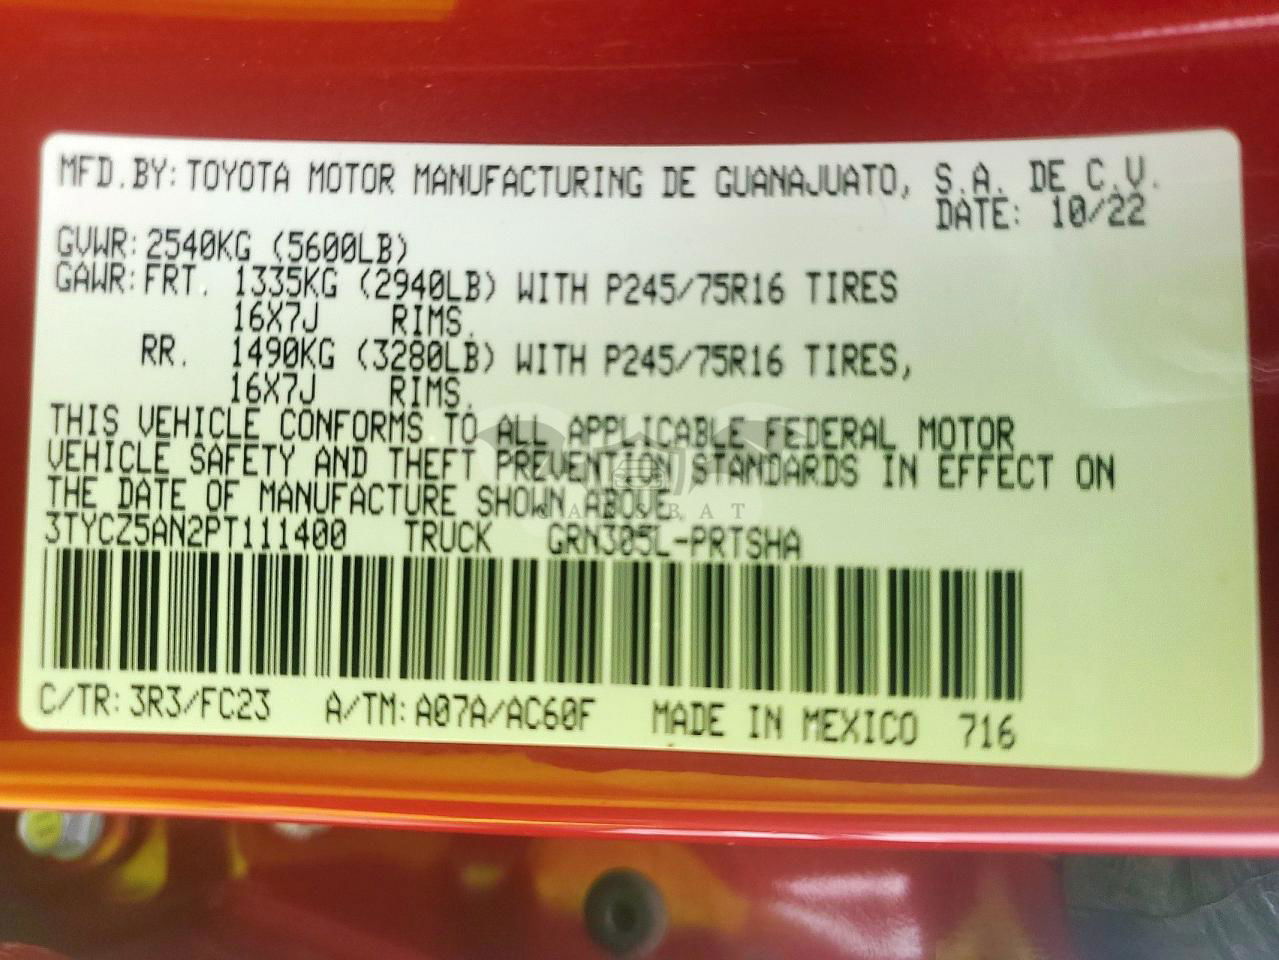 MFD.BY: TOYOTA MOTOR MANUFACTURING DE GUANAJUATO, S.A. DE C.V.
DATE: 10/22
GVWR: 2540KG (5600LB)
GAWR: FRT. 1335KG (2940LB) WITH P245/75R16 TIRES
16X7J RIMS,
RR. 1490KG (3280LB) WITH P245/75R16 TIRES,
16X7J RIMS.
THIS VEHICLE CONFORMS TO ALL APPLICABLE FEDERAL MOTOR
VEHICLE SAFETY AND THEFT PREVENTION STANDARDS IN EFFECT ON
THE DATE OF MANUFACTURE SHOWN ABOVE.
3TYCZ5AN2PT111400 TRUCK GRN305L-PRTSHA
C/TR: 3R3/FC23 A/TM: A07A/AC60F MADE IN MEXICO 716